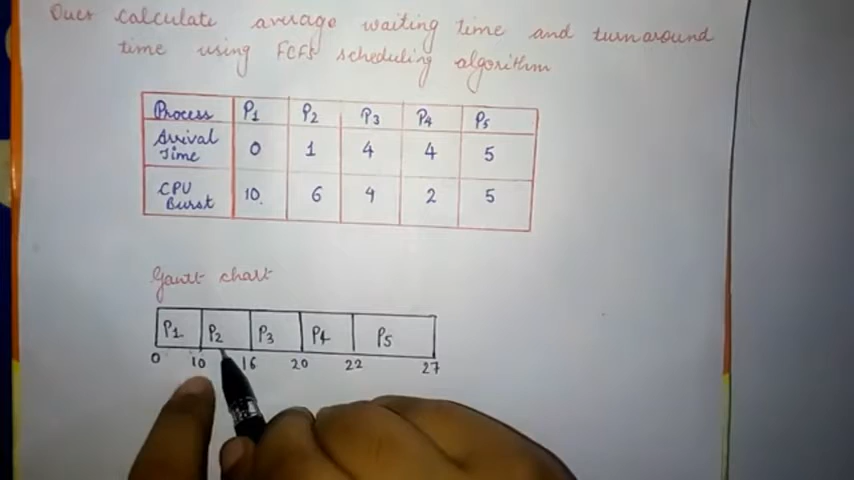 Ques calculate average waiting time and turnaround
time using FCFS scheduling algorithm
Process P1 P2 P3 P4 P5
Arrival Time 0 1 4 4 5
CPU Burst 10 6 4 2 5
Gantt chart
P1 P2 P3 P4 P5
0 10 16 20 22 27